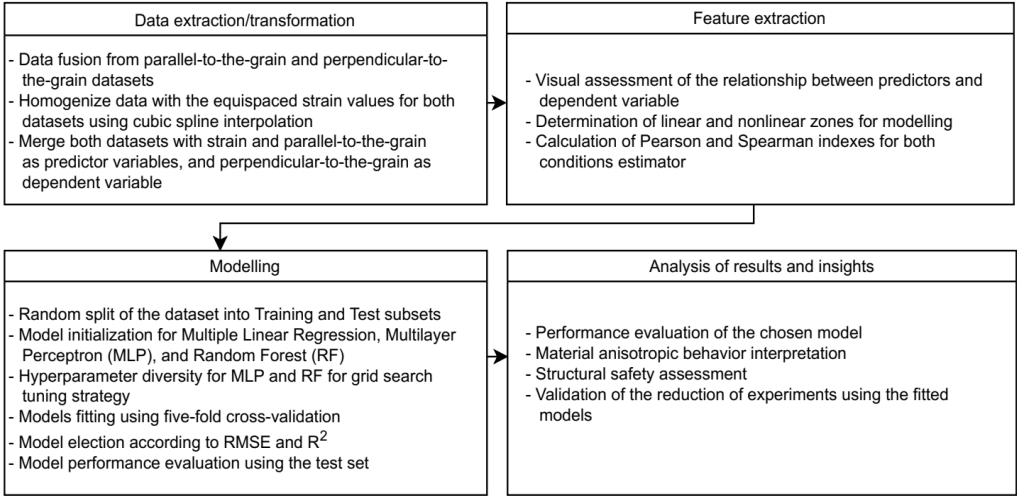 Data extraction/transformation
- Data fusion from parallel-to-the-grain and perpendicular-to-
the-grain datasets
- Homogenize data with the equispaced strain values for both
datasets using cubic spline interpolation
- Merge both datasets with strain and parallel-to-the-grain
as predictor variables, and perpendicular-to-the-grain as
dependent variable
Feature extraction
- Visual assessment of the relationship between predictors and
dependent variable
- Determination of linear and nonlinear zones for modelling
- Calculation of Pearson and Spearman indexes for both
conditions estimator
Modelling
- Random split of the dataset into Training and Test subsets
- Model initialization for Multiple Linear Regression, Multilayer
Perceptron (MLP), and Random Forest (RF)
- Hyperparameter diversity for MLP and RF for grid search
tuning strategy
- Models fitting using five-fold cross-validation
- Model election according to RMSE and R²
- Model performance evaluation using the test set
Analysis of results and insights
- Performance evaluation of the chosen model
- Material anisotropic behavior interpretation
- Structural safety assessment
- Validation of the reduction of experiments using the fitted
models